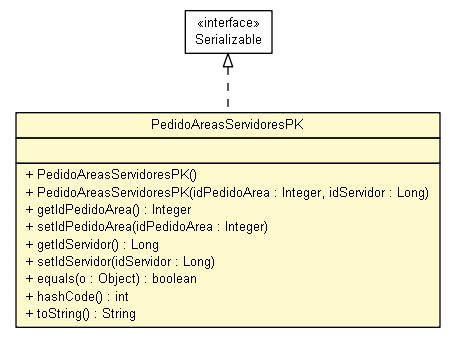 «interface»
Serializable
PedidoAreasServidoresPK
+ PedidoAreasServidoresPK()
+ PedidoAreasServidoresPK(idPedidoArea : Integer, idServidor : Long)
+ getIdPedidoArea() : Integer
+ setIdPedidoArea(idPedidoArea : Integer)
+ getIdServidor() : Long
+ setIdServidor(idServidor : Long)
+ equals(o : Object) : boolean
+ hashCode() : int
+ toString() : String